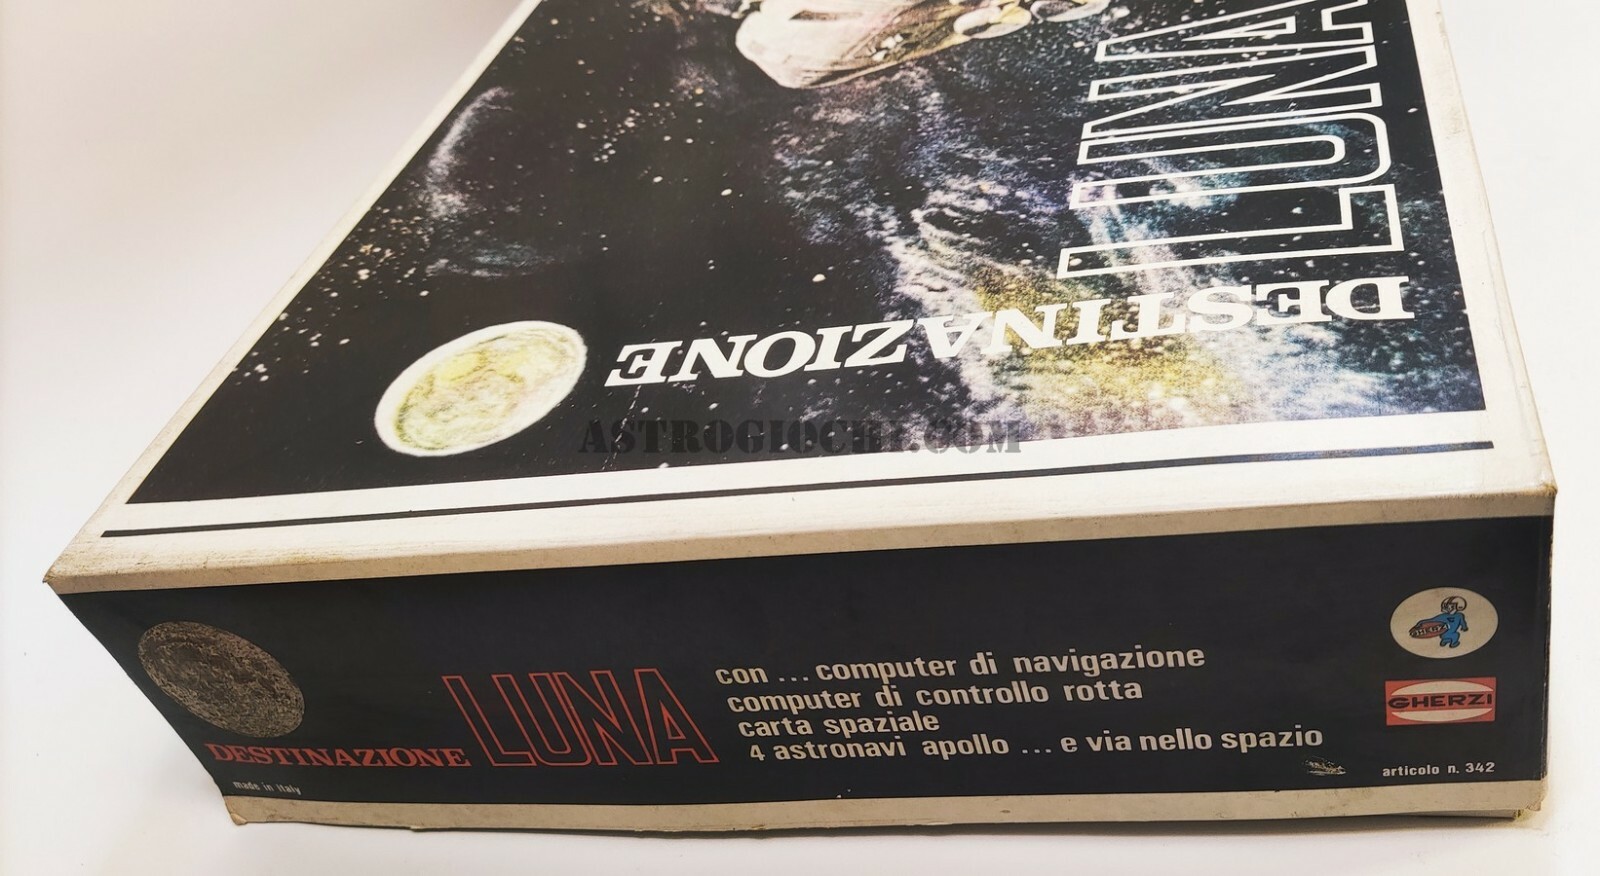 LUNA
DESTINAZIONE
ASTROGIOCHI.COM
DESTINAZIONE LUNA
made in italy
con ... computer di navigazione
computer di controllo rotta
carta spaziale
4 astronavi apollo ... e via nello spazio
GHERZI
GHERZI
articolo n. 342